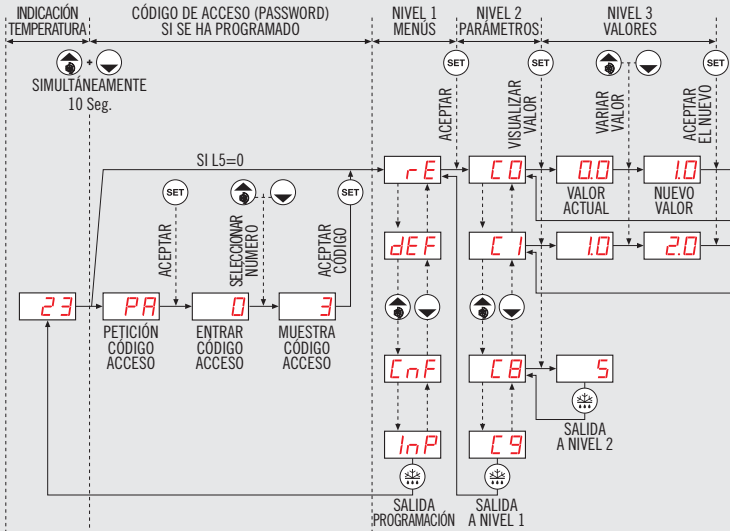 INDICACIÓN
TEMPERATURA
CÓDIGO DE ACCESO (PASSWORD)
SI SE HA PROGRAMADO
NIVEL 1
MENÚS
NIVEL 2
PARÁMETROS
NIVEL 3
VALORES
+
SIMULTÁNEAMENTE
10 Seg.
SET
SET
SET
ACEPTAR
VISUALIZAR
VALOR
VARIAR
VALOR
ACEPTAR
EL NUEVO
SI L5=0
rE
C0
0.0
1.0
VALOR
ACTUAL
NUEVO
VALOR
SET
SET
ACEPTAR
SELECCIONAR
NÚMERO
ACEPTAR
CÓDIGO
dEF
C1
1.0
2.0
23
PA
0
3
PETICIÓN
CÓDIGO
ACCESO
ENTRAR
CÓDIGO
ACCESO
MUESTRA
CÓDIGO
ACCESO
CnF
C8
5
SALIDA
A NIVEL 2
InP
C9
SALIDA
PROGRAMACIÓN
SALIDA
A NIVEL 1